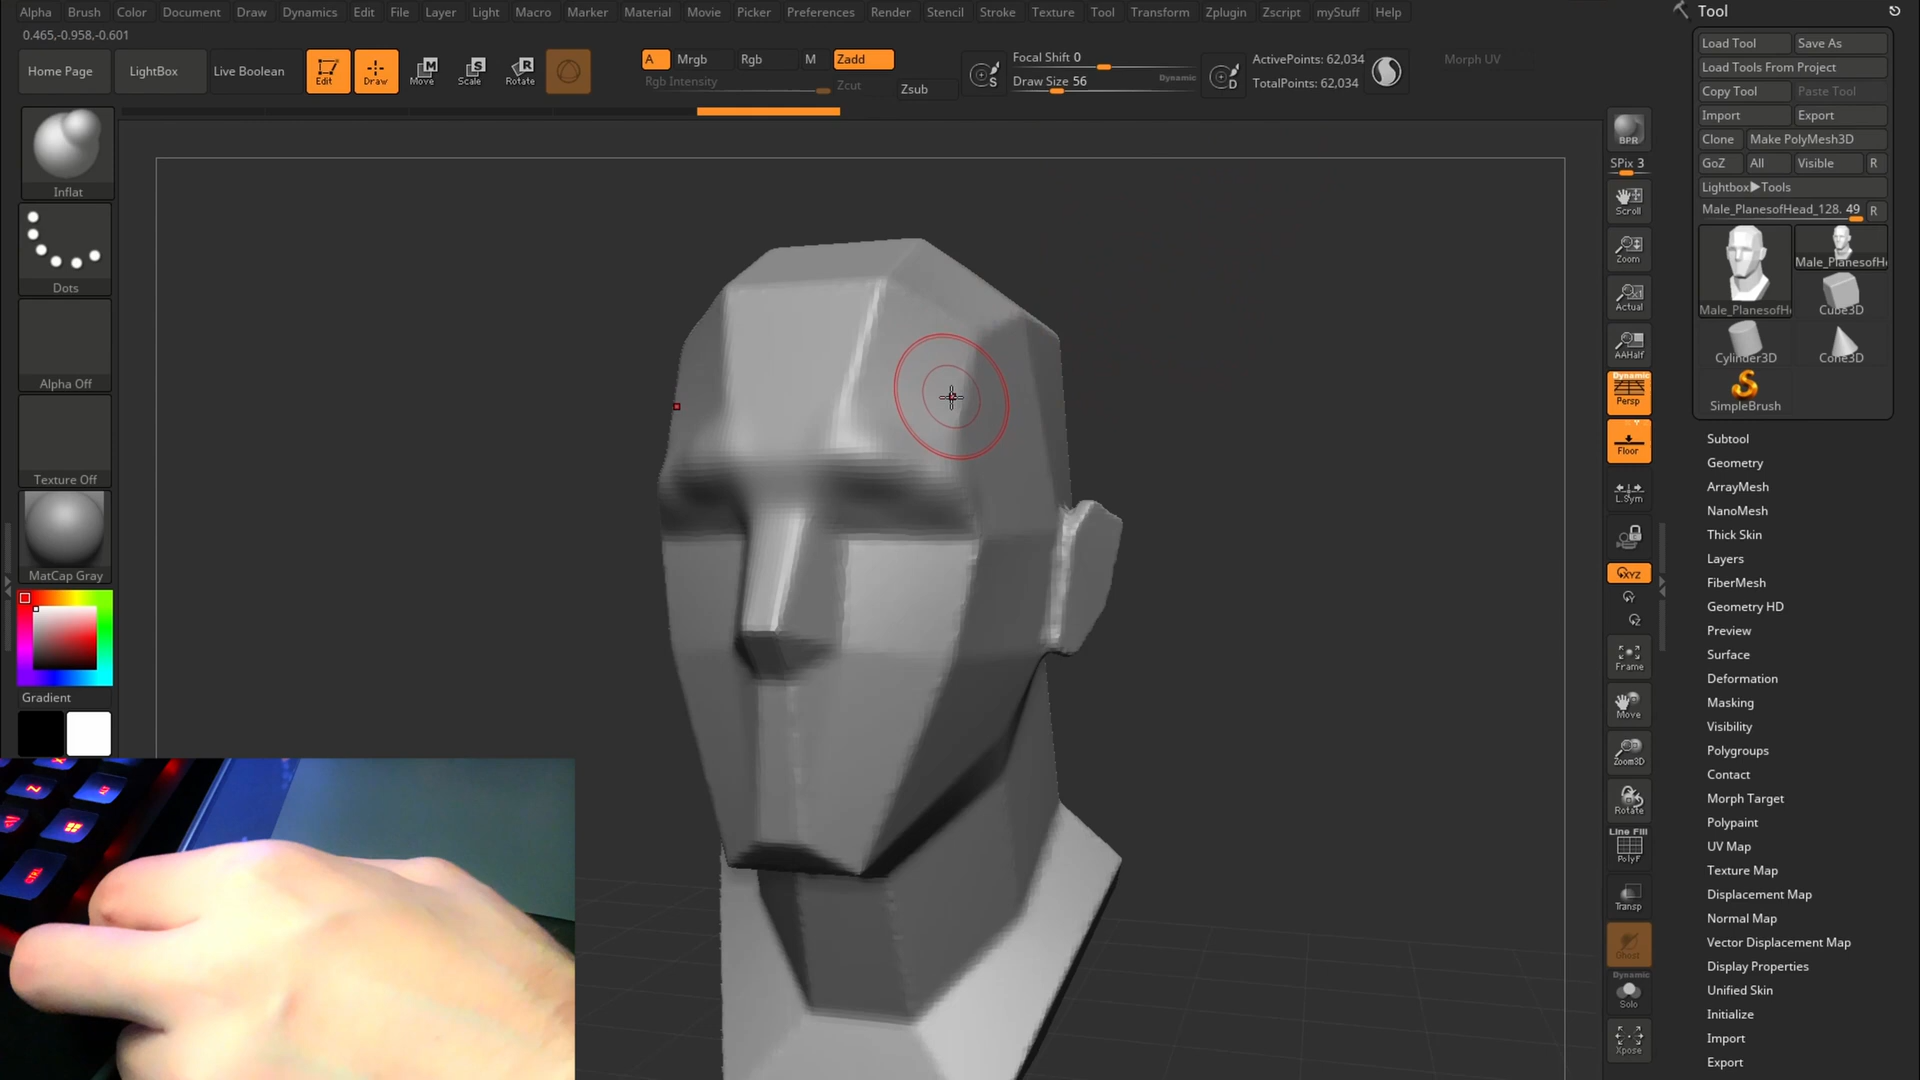 Alpha Brush Color Document Draw Dynamics Edit File Layer Light Macro Marker Material Movie Picker Preferences Render Stencil Stroke Texture Tool Transform Zplugin Zscript myStuff Help
Tool
0.465,-0.958,-0.601
Home Page LightBox Live Boolean Edit Draw Move Scale Rotate
M S R
A Mrgb Rgb M Zadd
Rgb Intensity Zcut Zsub
S Focal Shift 0
Draw Size 56 Dynamic
D ActivePoints: 62,034
TotalPoints: 62,034
Morph UV
Inflat
Dots
Alpha Off
Texture Off
MatCap Gray
Gradient
Z
CTRL
BPR
SPix 3
Scroll
Zoom
Actual
AAHalf
Dynamic
Persp
Floor
L.Sym
XYZ
Y
Z
Frame
Move
Zoom3D
Rotate
Line Fill
PolyF
Transp
Ghost
Dynamic
Solo
Xpose
Load Tool Save As
Load Tools From Project
Copy Tool Paste Tool
Import Export
Clone Make PolyMesh3D
GoZ All Visible R
Lightbox▶Tools
Male_PlanesofHead_128. 49 R
Male_PlanesofH
Male_PlanesofH
Cube3D
Cylinder3D
Cone3D
SimpleBrush
Subtool
Geometry
ArrayMesh
NanoMesh
Thick Skin
Layers
FiberMesh
Geometry HD
Preview
Surface
Deformation
Masking
Visibility
Polygroups
Contact
Morph Target
Polypaint
UV Map
Texture Map
Displacement Map
Normal Map
Vector Displacement Map
Display Properties
Unified Skin
Initialize
Import
Export